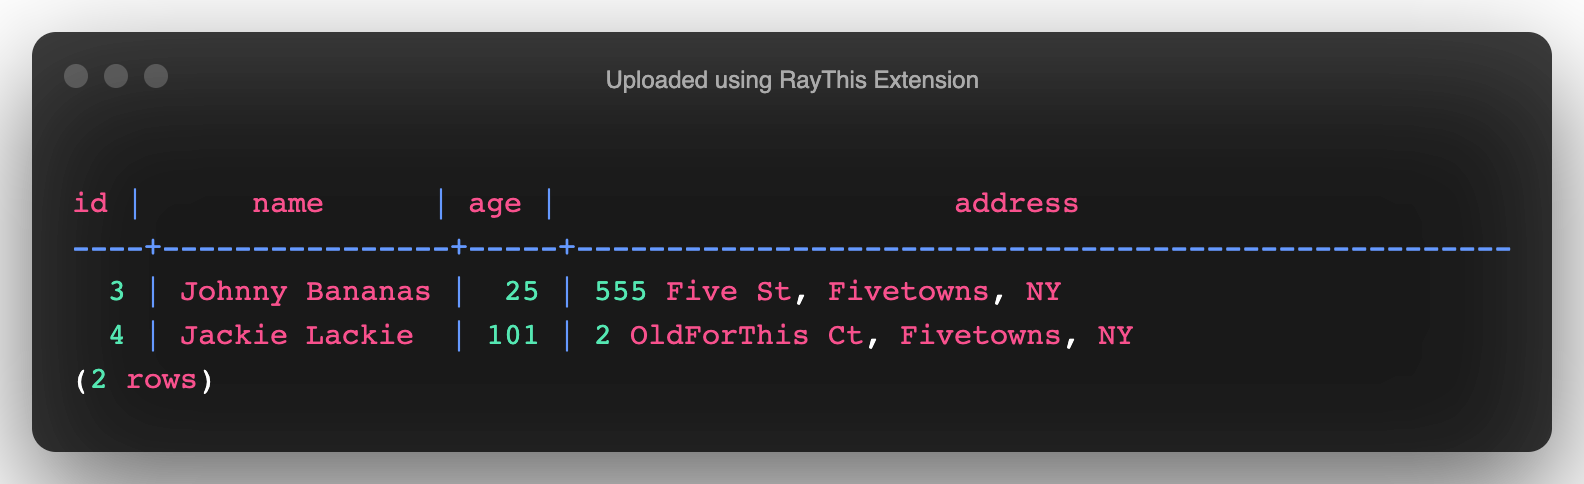 Uploaded using RayThis Extension
id |      name      | age |                      address
----+----------------+-----+----------------------------------------------------
  3 | Johnny Bananas |  25 | 555 Five St, Fivetowns, NY
  4 | Jackie Lackie  | 101 | 2 OldForThis Ct, Fivetowns, NY
(2 rows)